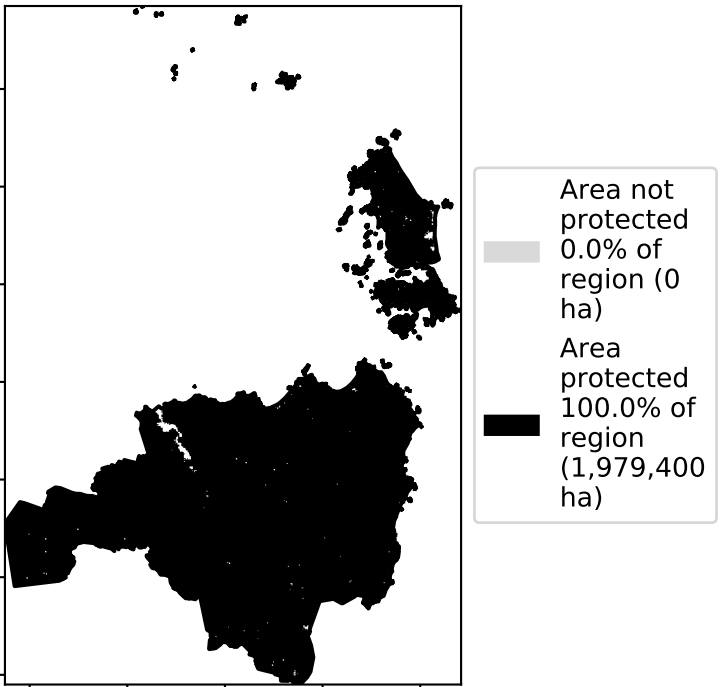 Area not
protected
0.0% of
region (0
ha)
Area
protected
100.0% of
region
(1,979,400
ha)